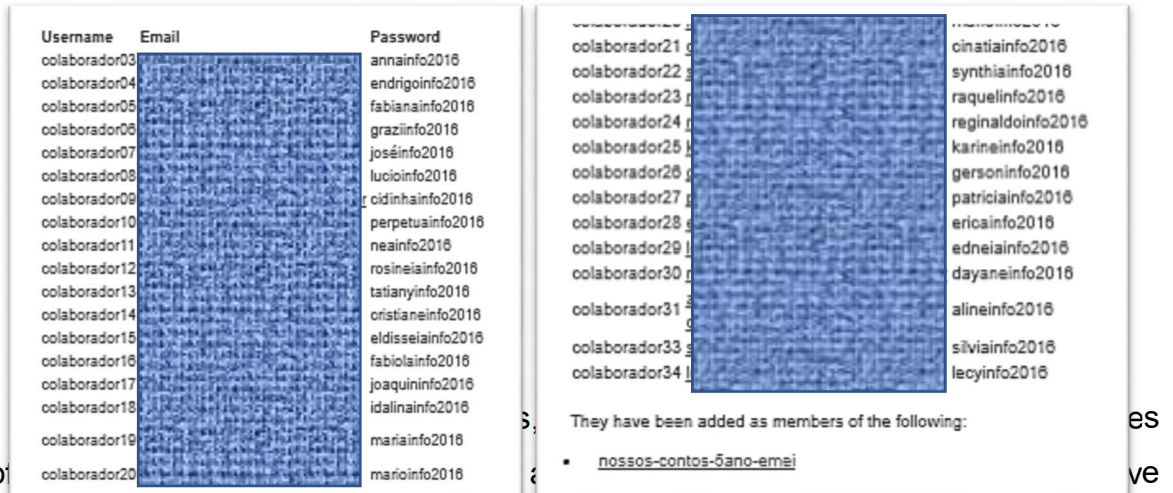 Username Email Password
colaborador03 annainfo2016
colaborador04 endrigoinfo2016
colaborador05 fabianainfo2016
colaborador06 graziinfo2016
colaborador07 joséinfo2016
colaborador08 lucioinfo2016
colaborador09 r cidinhainfo2016
colaborador10 perpetuainfo2016
colaborador11 neainfo2016
colaborador12 rosineiainfo2016
colaborador13 tatianyinfo2016
colaborador14 cristianeinfo2016
colaborador15 eldisseiainfo2016
colaborador16 fabiolainfo2016
colaborador17 joaquininfo2016
colaborador18 idalinainfo2016
colaborador19 mariainfo2016
colaborador20 marioinfo2016
colaborador21 cinatiainfo2016
colaborador22 synthiainfo2016
colaborador23 raquelinfo2016
colaborador24 reginaldoinfo2016
colaborador25 karineinfo2016
colaborador26 gersoninfo2016
colaborador27 patriciainfo2016
colaborador28 ericainfo2016
colaborador29 edneiainfo2016
colaborador30 dayaneinfo2016
colaborador31 alineinfo2016
colaborador33 silviainfo2016
colaborador34 lecyinfo2016
They have been added as members of the following:
▪ nossos-contos-5ano-emei
s, es
ve